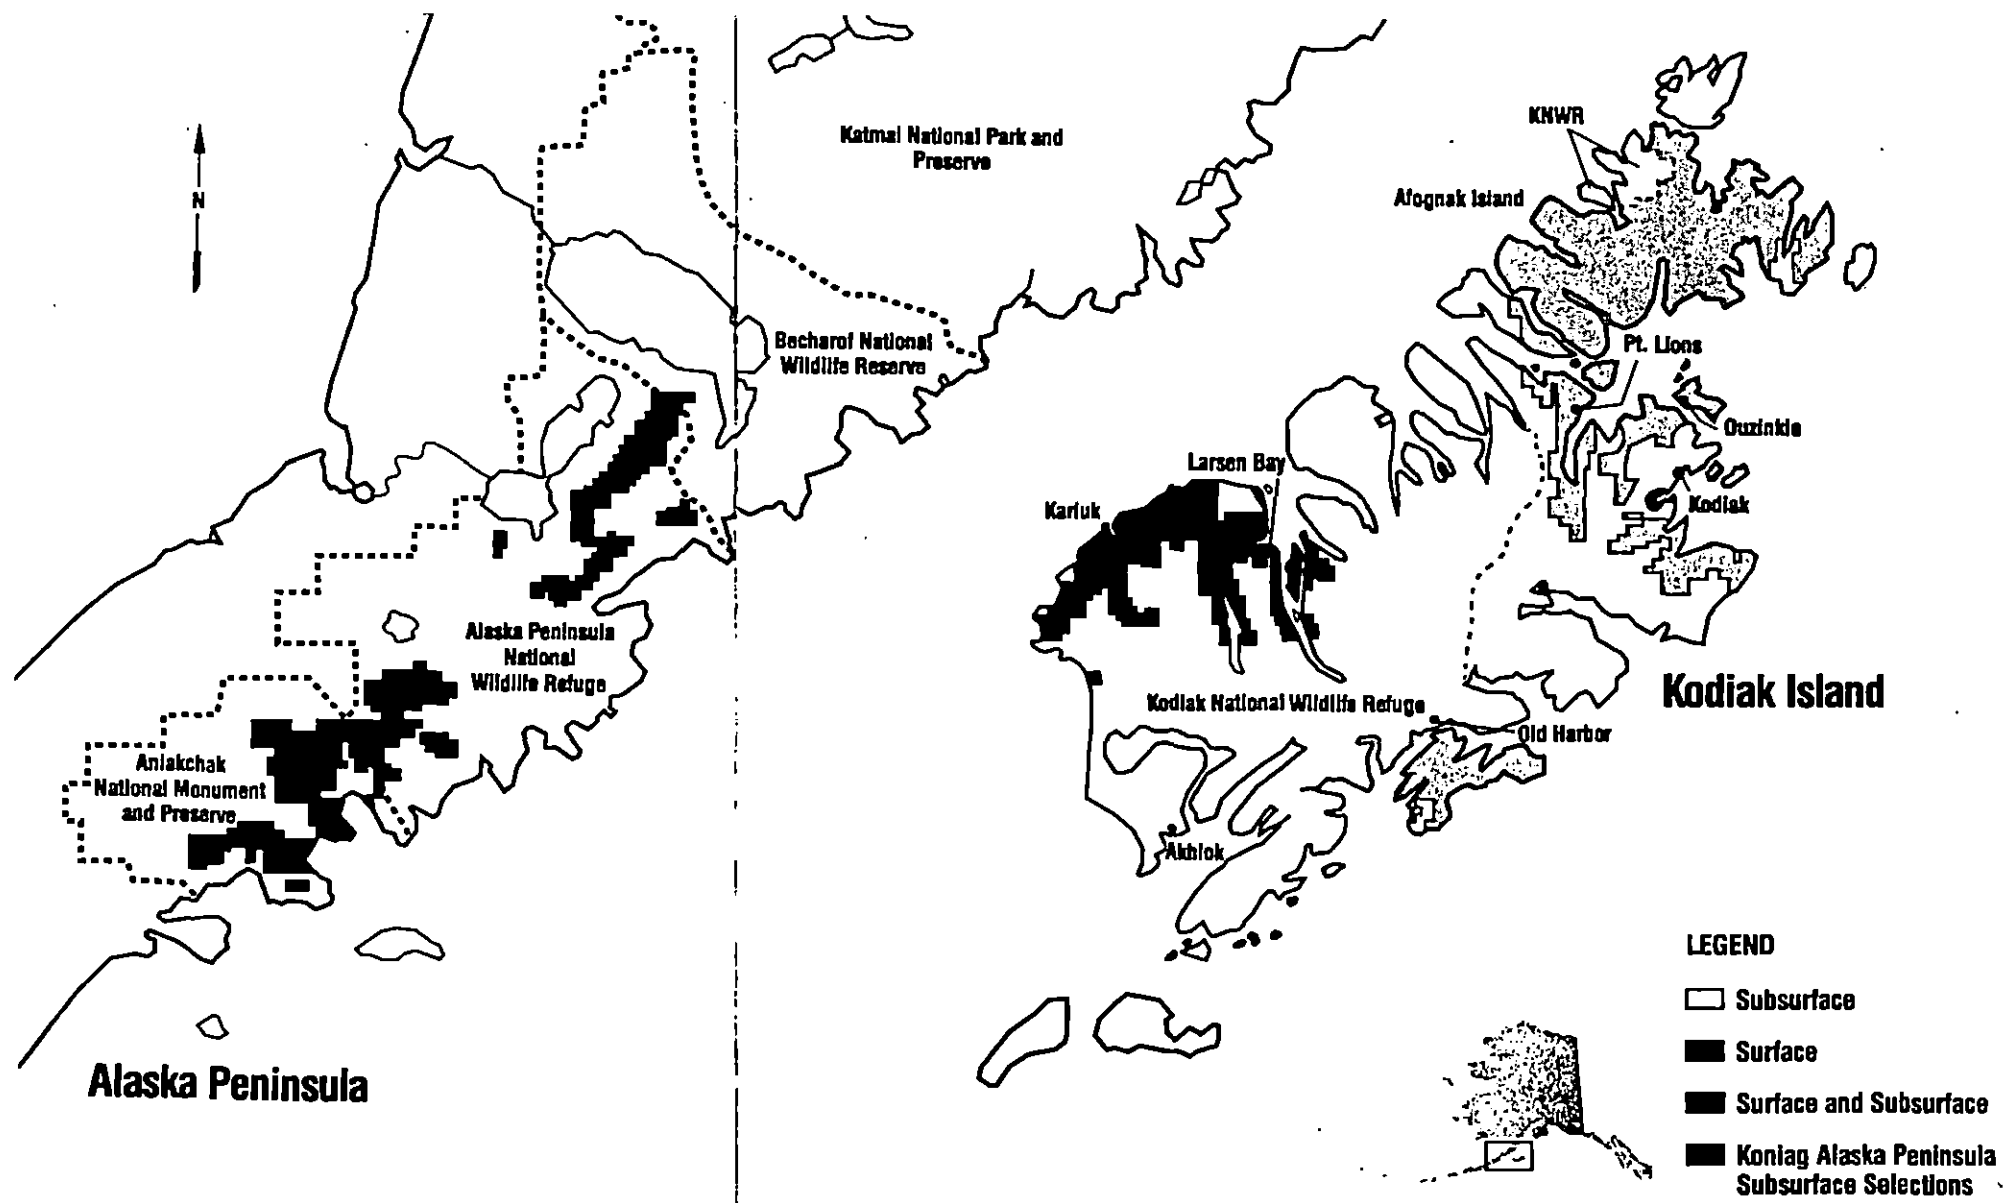 KNWR
Katmai National Park and
Preserve
N
Afognak Island
Becharof National
Wildlife Reserve
Pt. Lions
Ouzinkie
Larsen Bay
Karluk
Kodiak
Alaska Peninsula
National
Wildlife Refuge
Kodiak National Wildlife Refuge
Kodiak Island
Old Harbor
Aniakchak
National Monument
and Preserve
Akhiok
LEGEND
Subsurface
Surface
Surface and Subsurface
Koniag Alaska Peninsula
Subsurface Selections
Alaska Peninsula